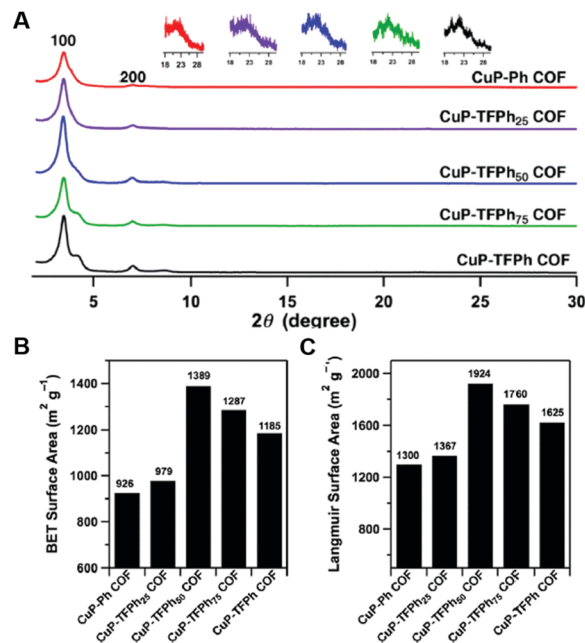 A
100
200
18 23 28
18 23 28
18 23 28
18 23 28
18 23 28
CuP-Ph COF
CuP-TFPh₂₅ COF
CuP-TFPh₅₀ COF
CuP-TFPh₇₅ COF
CuP-TFPh COF
5 10 15 20 25 30
2θ (degree)
B
BET Surface Area (m² g⁻¹)
1400
1200
1000
800
600
926
979
1389
1287
1185
CuP-Ph COF
CuP-TFPh₂₅ COF
CuP-TFPh₅₀ COF
CuP-TFPh₇₅ COF
CuP-TFPh COF
C
Langmuir Surface Area (m² g⁻¹)
2000
1600
1200
800
1300
1367
1924
1760
1625
CuP-Ph COF
CuP-TFPh₂₅ COF
CuP-TFPh₅₀ COF
CuP-TFPh₇₅ COF
CuP-TFPh COF